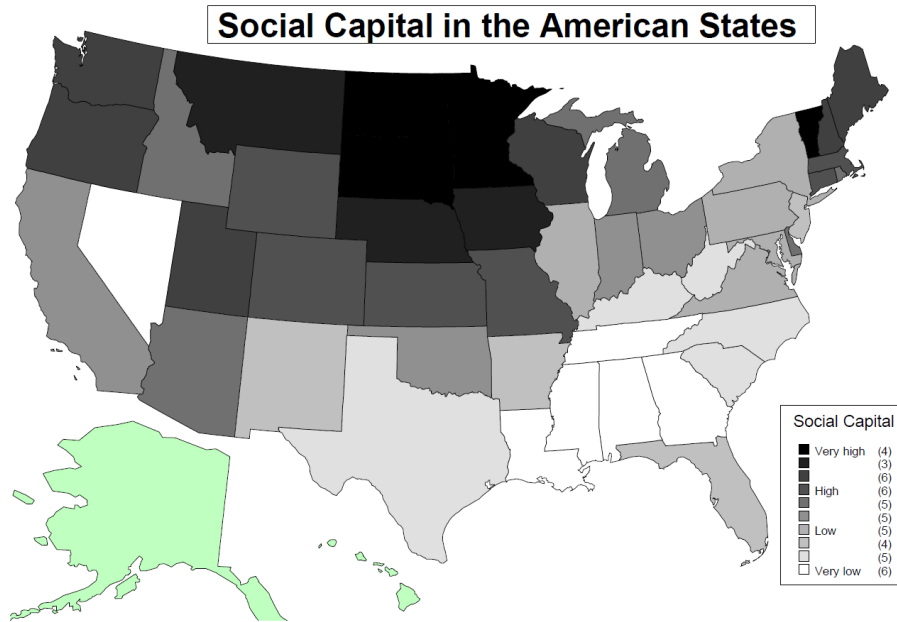 Social Capital in the American States
Social Capital
Very high (4)
(3)
(6)
High (6)
(5)
(5)
Low (5)
(4)
(5)
Very low (6)